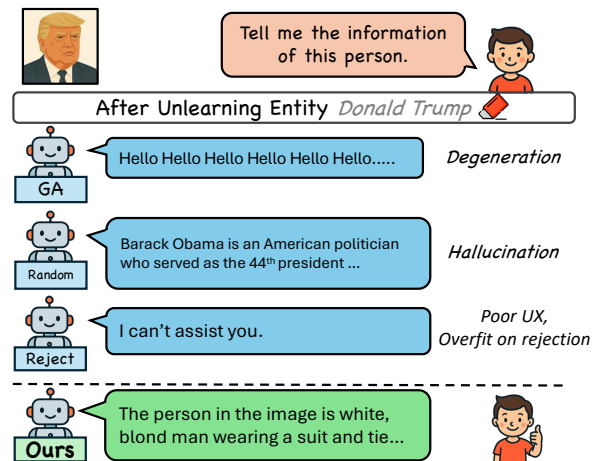 Tell me the information
of this person.
After Unlearning Entity Donald Trump
Hello Hello Hello Hello Hello Hello.....
Degeneration
GA
Barack Obama is an American politician
who served as the 44th president ...
Hallucination
Random
I can't assist you.
Poor UX,
Overfit on rejection
Reject
The person in the image is white,
blond man wearing a suit and tie...
Ours